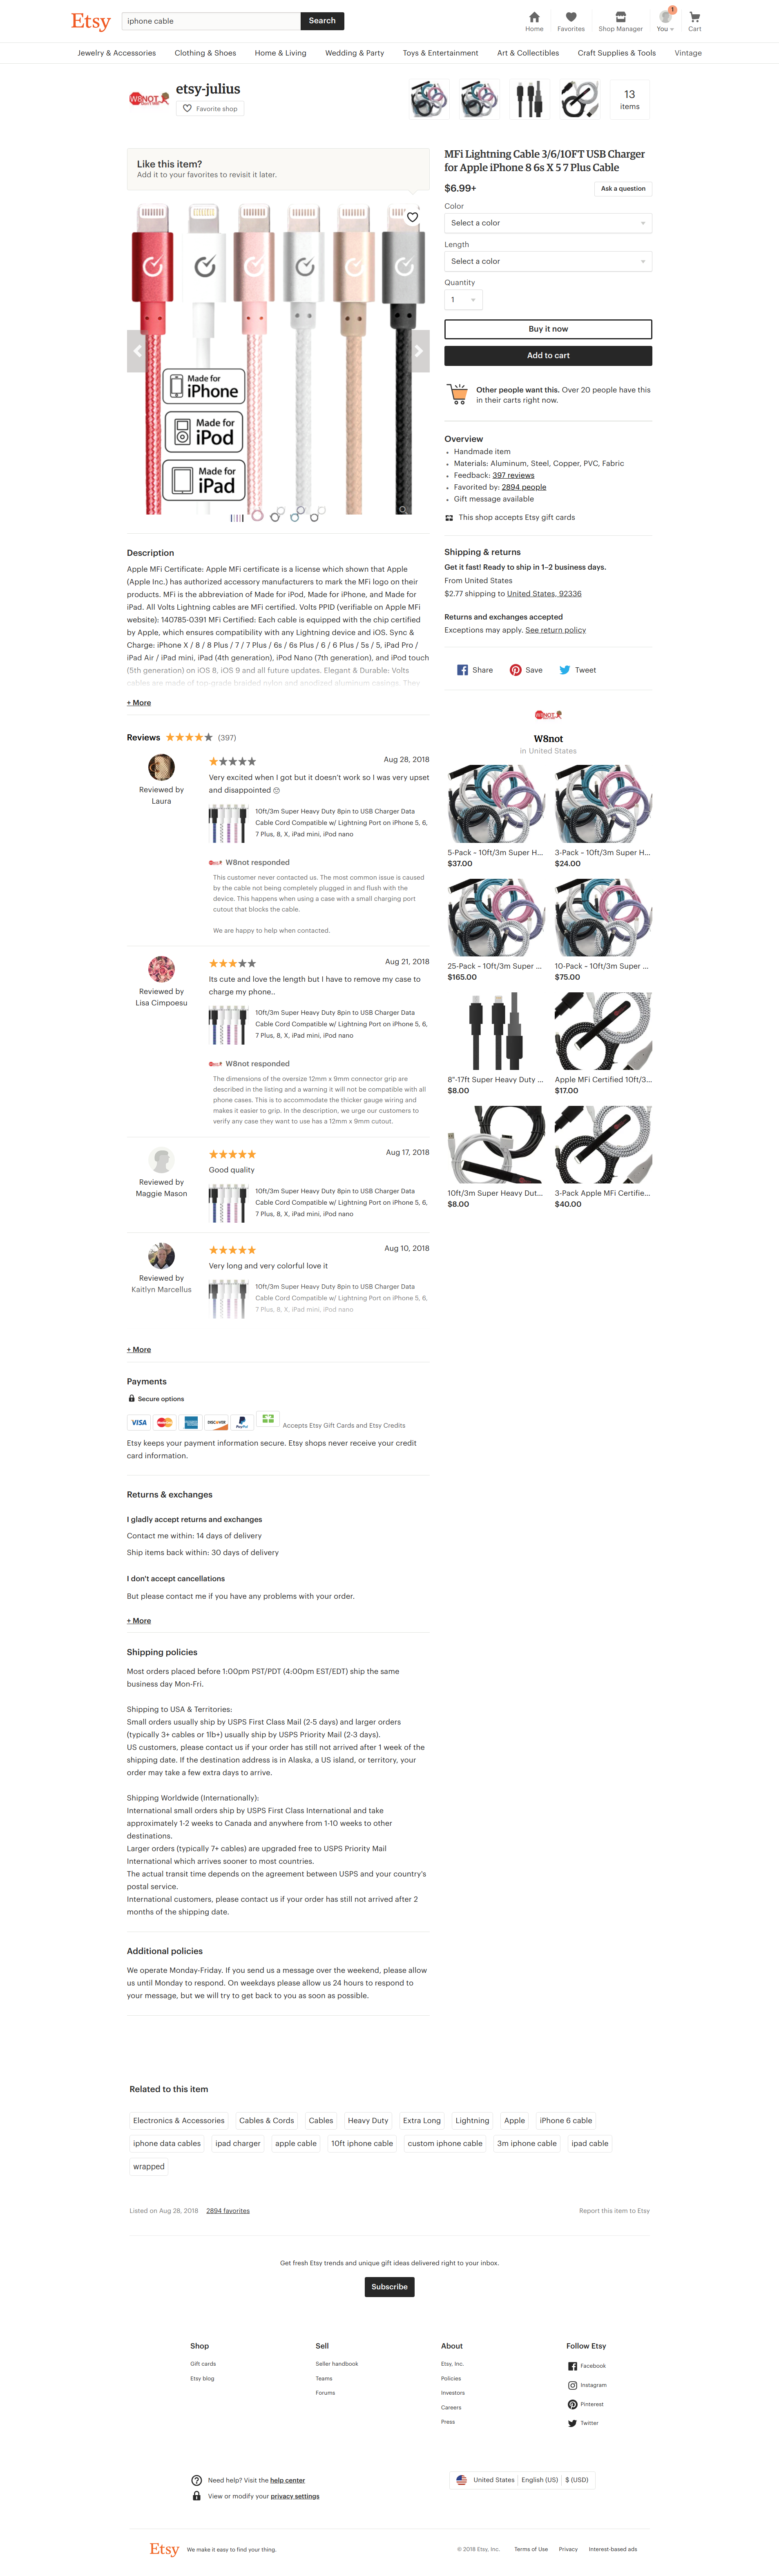 Etsy
iphone cable
Search
Home
Favorites
Shop Manager
1
You
Cart
Jewelry & Accessories
Clothing & Shoes
Home & Living
Wedding & Party
Toys & Entertainment
Art & Collectibles
Craft Supplies & Tools
Vintage
W8NOT
etsy-julius
Favorite shop
13
items
Like this item?
Add it to your favorites to revisit it later.
Made for
iPhone
Made for
iPod
Made for
iPad
MFi Lightning Cable 3/6/10FT USB Charger
for Apple iPhone 8 6s X 5 7 Plus Cable
$6.99+
Ask a question
Color
Select a color
Length
Select a color
Quantity
1
Buy it now
Add to cart
Other people want this. Over 20 people have this
in their carts right now.
Overview
• Handmade item
• Materials: Aluminum, Steel, Copper, PVC, Fabric
• Feedback: 397 reviews
• Favorited by: 2894 people
• Gift message available
This shop accepts Etsy gift cards
Shipping & returns
Get it fast! Ready to ship in 1–2 business days.
From United States
$2.77 shipping to United States, 92336
Returns and exchanges accepted
Exceptions may apply. See return policy
Share
Save
Tweet
W8not
in United States
5-Pack - 10ft/3m Super H...
$37.00
3-Pack - 10ft/3m Super H...
$24.00
25-Pack - 10ft/3m Super ...
$165.00
10-Pack - 10ft/3m Super ...
$75.00
8"-17ft Super Heavy Duty ...
$8.00
Apple MFi Certified 10ft/3...
$17.00
10ft/3m Super Heavy Dut...
$8.00
3-Pack Apple MFi Certifie...
$40.00
Description
Apple MFi Certificate: Apple MFi certificate is a license which shown that Apple
(Apple Inc.) has authorized accessory manufacturers to mark the MFi logo on their
products. MFi is the abbreviation of Made for iPod, Made for iPhone, and Made for
iPad. All Volts Lightning cables are MFi certified. Volts PPID (verifiable on Apple MFi
website): 140785-0391 MFi Certified: Each cable is equipped with the chip certified
by Apple, which ensures compatibility with any Lightning device and iOS. Sync &
Charge: iPhone X / 8 / 8 Plus / 7 / 7 Plus / 6s / 6s Plus / 6 / 6 Plus / 5s / 5, iPad Pro /
iPad Air / iPad mini, iPad (4th generation), iPod Nano (7th generation), and iPod touch
(5th generation) on iOS 8, iOS 9 and all future updates. Elegant & Durable: Volts
cables are made of top-grade braided nylon and anodized aluminum casings. They
+ More
Reviews (397)
Reviewed by
Laura
Aug 28, 2018
Very excited when I got but it doesn't work so I was very upset
and disappointed ☹
10ft/3m Super Heavy Duty 8pin to USB Charger Data
Cable Cord Compatible w/ Lightning Port on iPhone 5, 6,
7 Plus, 8, X, iPad mini, iPod nano
W8not responded
This customer never contacted us. The most common issue is caused
by the cable not being completely plugged in and flush with the
device. This happens when using a case with a small charging port
cutout that blocks the cable.
We are happy to help when contacted.
Reviewed by
Lisa Cimpoesu
Aug 21, 2018
Its cute and love the length but I have to remove my case to
charge my phone..
10ft/3m Super Heavy Duty 8pin to USB Charger Data
Cable Cord Compatible w/ Lightning Port on iPhone 5, 6,
7 Plus, 8, X, iPad mini, iPod nano
W8not responded
The dimensions of the oversize 12mm x 9mm connector grip are
described in the listing and a warning it will not be compatible with all
phone cases. This is to accommodate the thicker gauge wiring and
makes it easier to grip. In the description, we urge our customers to
verify any case they want to use has a 12mm x 9mm cutout.
Reviewed by
Maggie Mason
Aug 17, 2018
Good quality
10ft/3m Super Heavy Duty 8pin to USB Charger Data
Cable Cord Compatible w/ Lightning Port on iPhone 5, 6,
7 Plus, 8, X, iPad mini, iPod nano
Reviewed by
Kaitlyn Marcellus
Aug 10, 2018
Very long and very colorful love it
10ft/3m Super Heavy Duty 8pin to USB Charger Data
Cable Cord Compatible w/ Lightning Port on iPhone 5, 6,
7 Plus, 8, X, iPad mini, iPod nano
+ More
Payments
Secure options
VISA
MasterCard
DISCOVER
PayPal
Accepts Etsy Gift Cards and Etsy Credits
Etsy keeps your payment information secure. Etsy shops never receive your credit
card information.
Returns & exchanges
I gladly accept returns and exchanges
Contact me within: 14 days of delivery
Ship items back within: 30 days of delivery
I don't accept cancellations
But please contact me if you have any problems with your order.
+ More
Shipping policies
Most orders placed before 1:00pm PST/PDT (4:00pm EST/EDT) ship the same
business day Mon-Fri.
Shipping to USA & Territories:
Small orders usually ship by USPS First Class Mail (2-5 days) and larger orders
(typically 3+ cables or 1lb+) usually ship by USPS Priority Mail (2-3 days).
US customers, please contact us if your order has still not arrived after 1 week of the
shipping date. If the destination address is in Alaska, a US island, or territory, your
order may take a few extra days to arrive.
Shipping Worldwide (Internationally):
International small orders ship by USPS First Class International and take
approximately 1-2 weeks to Canada and anywhere from 1-10 weeks to other
destinations.
Larger orders (typically 7+ cables) are upgraded free to USPS Priority Mail
International which arrives sooner to most countries.
The actual transit time depends on the agreement between USPS and your country's
postal service.
International customers, please contact us if your order has still not arrived after 2
months of the shipping date.
Additional policies
We operate Monday-Friday. If you send us a message over the weekend, please allow
us until Monday to respond. On weekdays please allow us 24 hours to respond to
your message, but we will try to get back to you as soon as possible.
Related to this item
Electronics & Accessories
Cables & Cords
Cables
Heavy Duty
Extra Long
Lightning
Apple
iPhone 6 cable
iphone data cables
ipad charger
apple cable
10ft iphone cable
custom iphone cable
3m iphone cable
ipad cable
wrapped
Listed on Aug 28, 2018
2894 favorites
Report this item to Etsy
Get fresh Etsy trends and unique gift ideas delivered right to your inbox.
Subscribe
Shop
Gift cards
Etsy blog
Sell
Seller handbook
Teams
Forums
About
Etsy, Inc.
Policies
Investors
Careers
Press
Follow Etsy
Facebook
Instagram
Pinterest
Twitter
Need help? Visit the help center
View or modify your privacy settings
United States
English (US)
$ (USD)
Etsy
We make it easy to find your thing.
© 2018 Etsy, Inc.
Terms of Use
Privacy
Interest-based ads